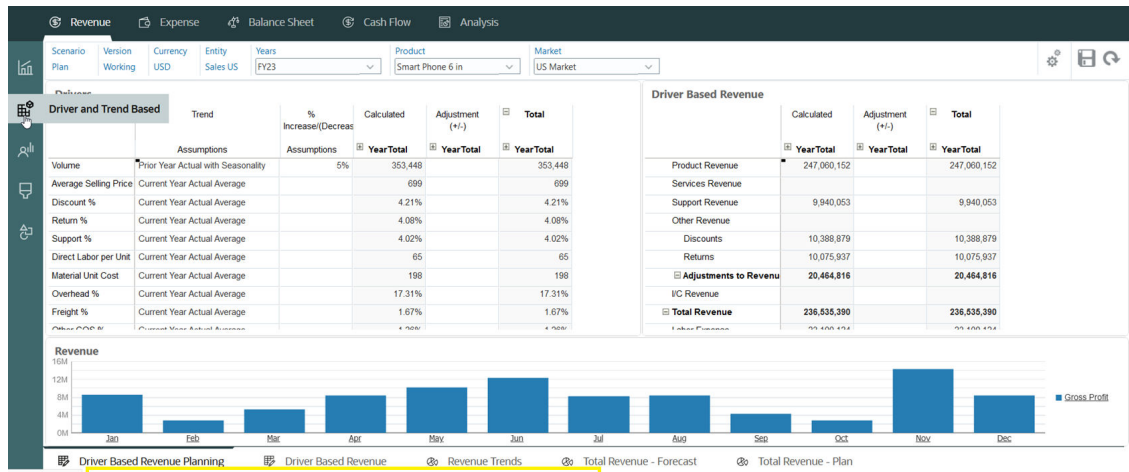 Revenue Expense Balance Sheet Cash Flow Analysis
Scenario Version Currency Entity Years Product Market
Plan Working USD Sales US FY23 Smart Phone 6 in US Market
Driver Based Revenue
Driver and Trend Based
Trend % Increase/(Decreas Calculated Adjustment (+/-) Total
Assumptions Assumptions YearTotal YearTotal YearTotal
Volume Prior Year Actual with Seasonality 5% 353,448 353,448
Average Selling Price Current Year Actual Average 699 699
Discount % Current Year Actual Average 4.21% 4.21%
Return % Current Year Actual Average 4.08% 4.08%
Support % Current Year Actual Average 4.02% 4.02%
Direct Labor per Unit Current Year Actual Average 65 65
Material Unit Cost Current Year Actual Average 198 198
Overhead % Current Year Actual Average 17.31% 17.31%
Freight % Current Year Actual Average 1.67% 1.67%
Calculated Adjustment (+/-) Total
YearTotal YearTotal YearTotal
Product Revenue 247,060,152 247,060,152
Services Revenue
Support Revenue 9,940,053 9,940,053
Other Revenue
Discounts 10,388,879 10,388,879
Returns 10,075,937 10,075,937
Adjustments to Revenu 20,464,816 20,464,816
I/C Revenue
Total Revenue 236,535,390 236,535,390
Revenue
16M
12M
8M
4M
0M
Jan Feb Mar Apr May Jun Jul Aug Sep Oct Nov Dec
Gross Profit
Driver Based Revenue Planning Driver Based Revenue Revenue Trends Total Revenue - Forecast Total Revenue - Plan